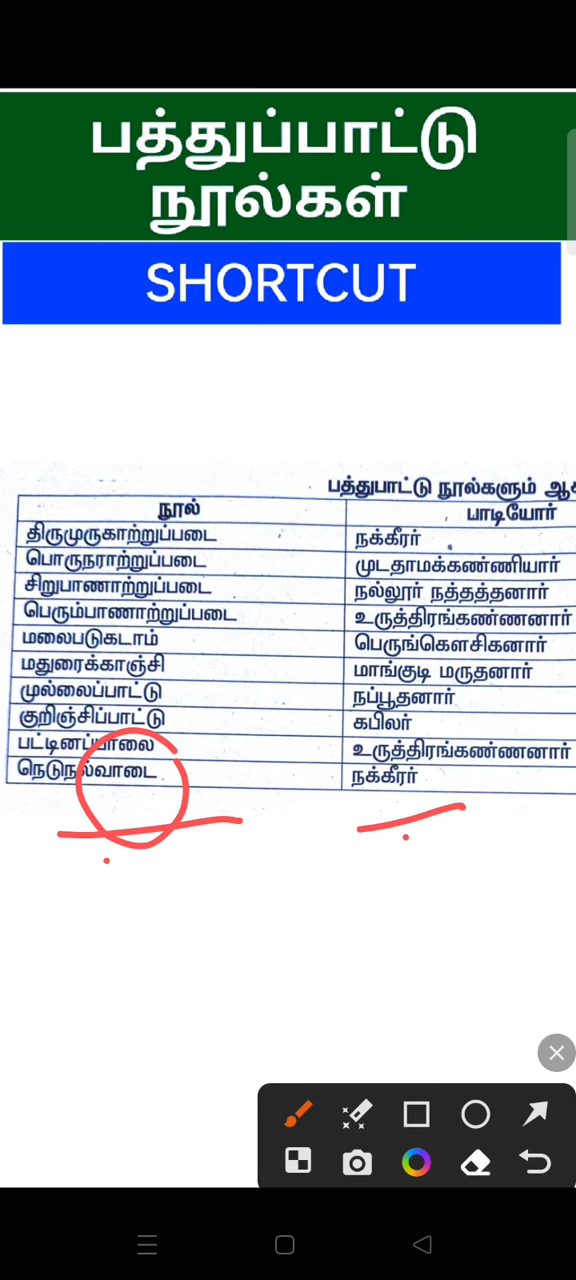 பத்துப்பாட்டு
நூல்கள்
SHORTCUT
பத்துபாட்டு நூல்களும்
நூல் பாடியோர்
திருமுருகாற்றுப்படை நக்கீரர்
பொருநராற்றுப்படை முடதாமக்கண்ணியார்
சிறுபாணாற்றுப்படை நல்லூர் நத்தத்தனார்
பெரும்பாணாற்றுப்படை உருத்திரங்கண்ணனார்
மலைபடுகடாம் பெருங்கௌசிகனார்
மதுரைக்காஞ்சி மாங்குடி மருதனார்
முல்லைப்பாட்டு நப்பூதனார்
குறிஞ்சிப்பாட்டு கபிலர்
பட்டினப்பாலை உருத்திரங்கண்ணனார்
நெடுநல்வாடை நக்கீரர்